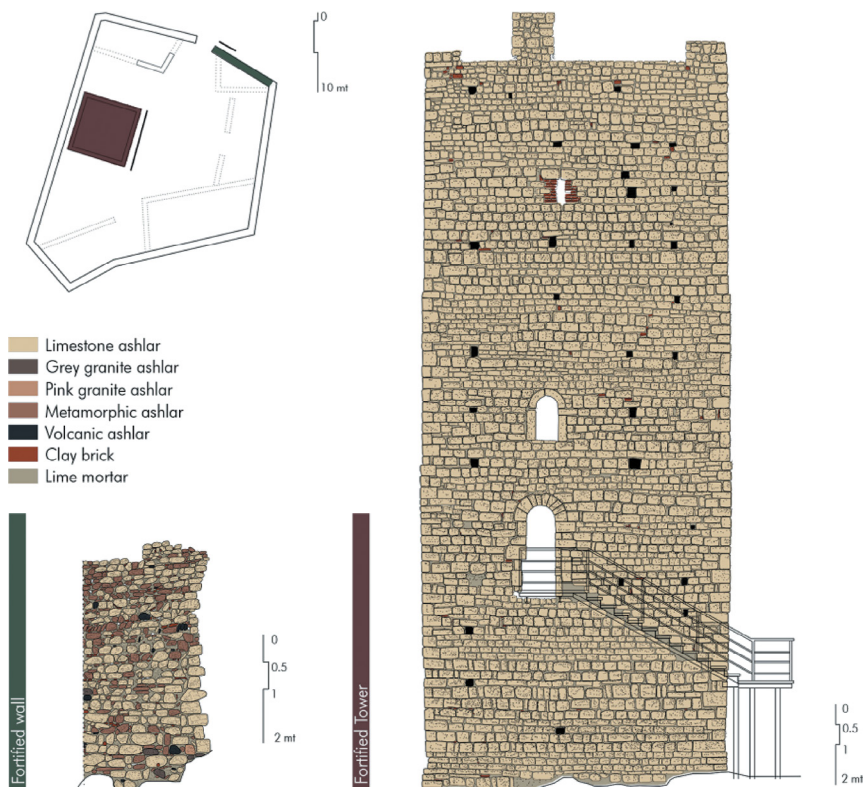 0
10 mt
Limestone ashlar
Grey granite ashlar
Pink granite ashlar
Metamorphic ashlar
Volcanic ashlar
Clay brick
Lime mortar
Fortified wall
0
0.5
1
2 mt
Fortified Tower
0
0.5
1
2 mt